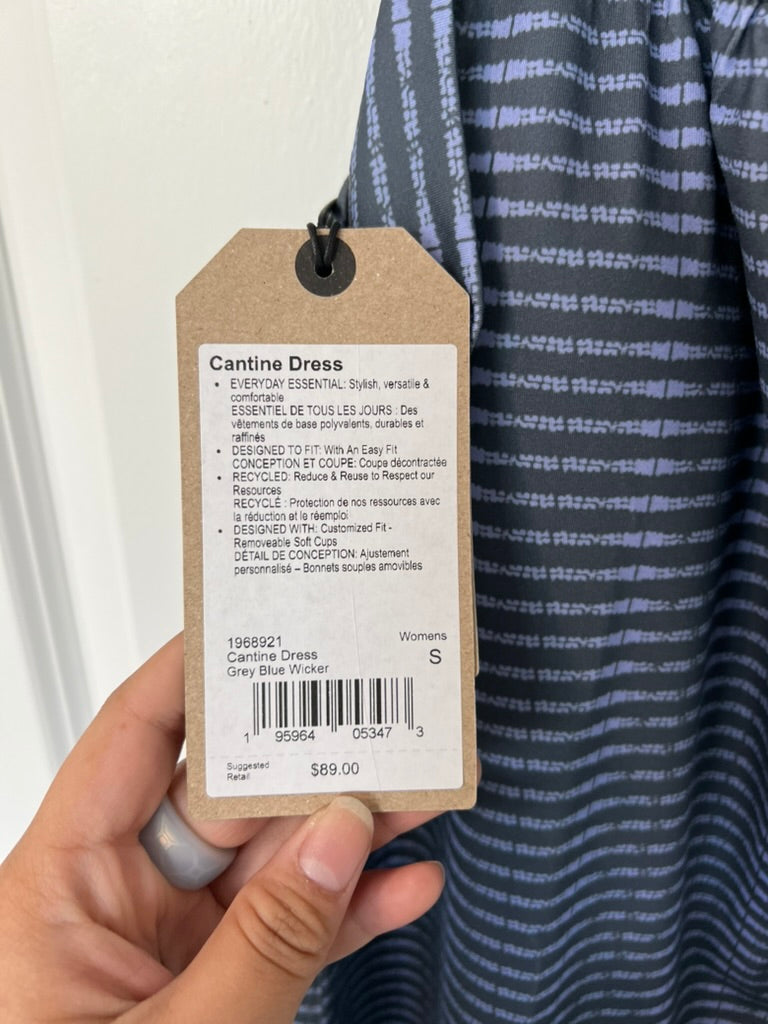 Cantine Dress
• EVERYDAY ESSENTIAL: Stylish, versatile &
comfortable
ESSENTIEL DE TOUS LES JOURS : Des
vêtements de base polyvalents, durables et
raffinés
• DESIGNED TO FIT: With An Easy Fit
CONCEPTION ET COUPE: Coupe décontractée
• RECYCLED: Reduce & Reuse to Respect our
Resources
RECYCLÉ : Protection de nos ressources avec
la réduction et le réemploi
• DESIGNED WITH: Customized Fit -
Removeable Soft Cups
DÉTAIL DE CONCEPTION: Ajustement
personnalisé – Bonnets souples amovibles
1968921
Womens
Cantine Dress
S
Grey Blue Wicker
1 95964 05347 3
Suggested
Retail
$89.00